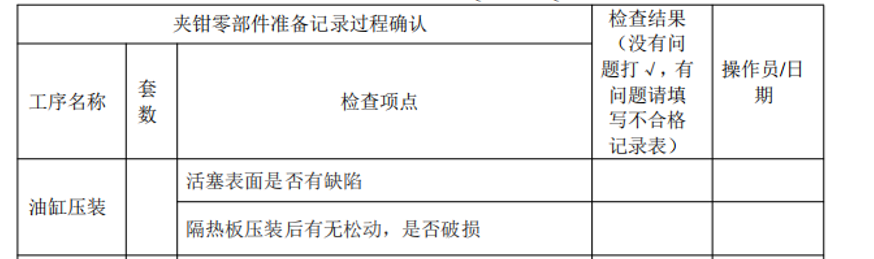 夹钳零部件准备记录过程确认
检查结果
（没有问
题打√，有
问题请填
写不合格
记录表）
操作员/日
期
工序名称
套
数
检查项点
油缸压装
活塞表面是否有缺陷
隔热板压装后有无松动，是否破损